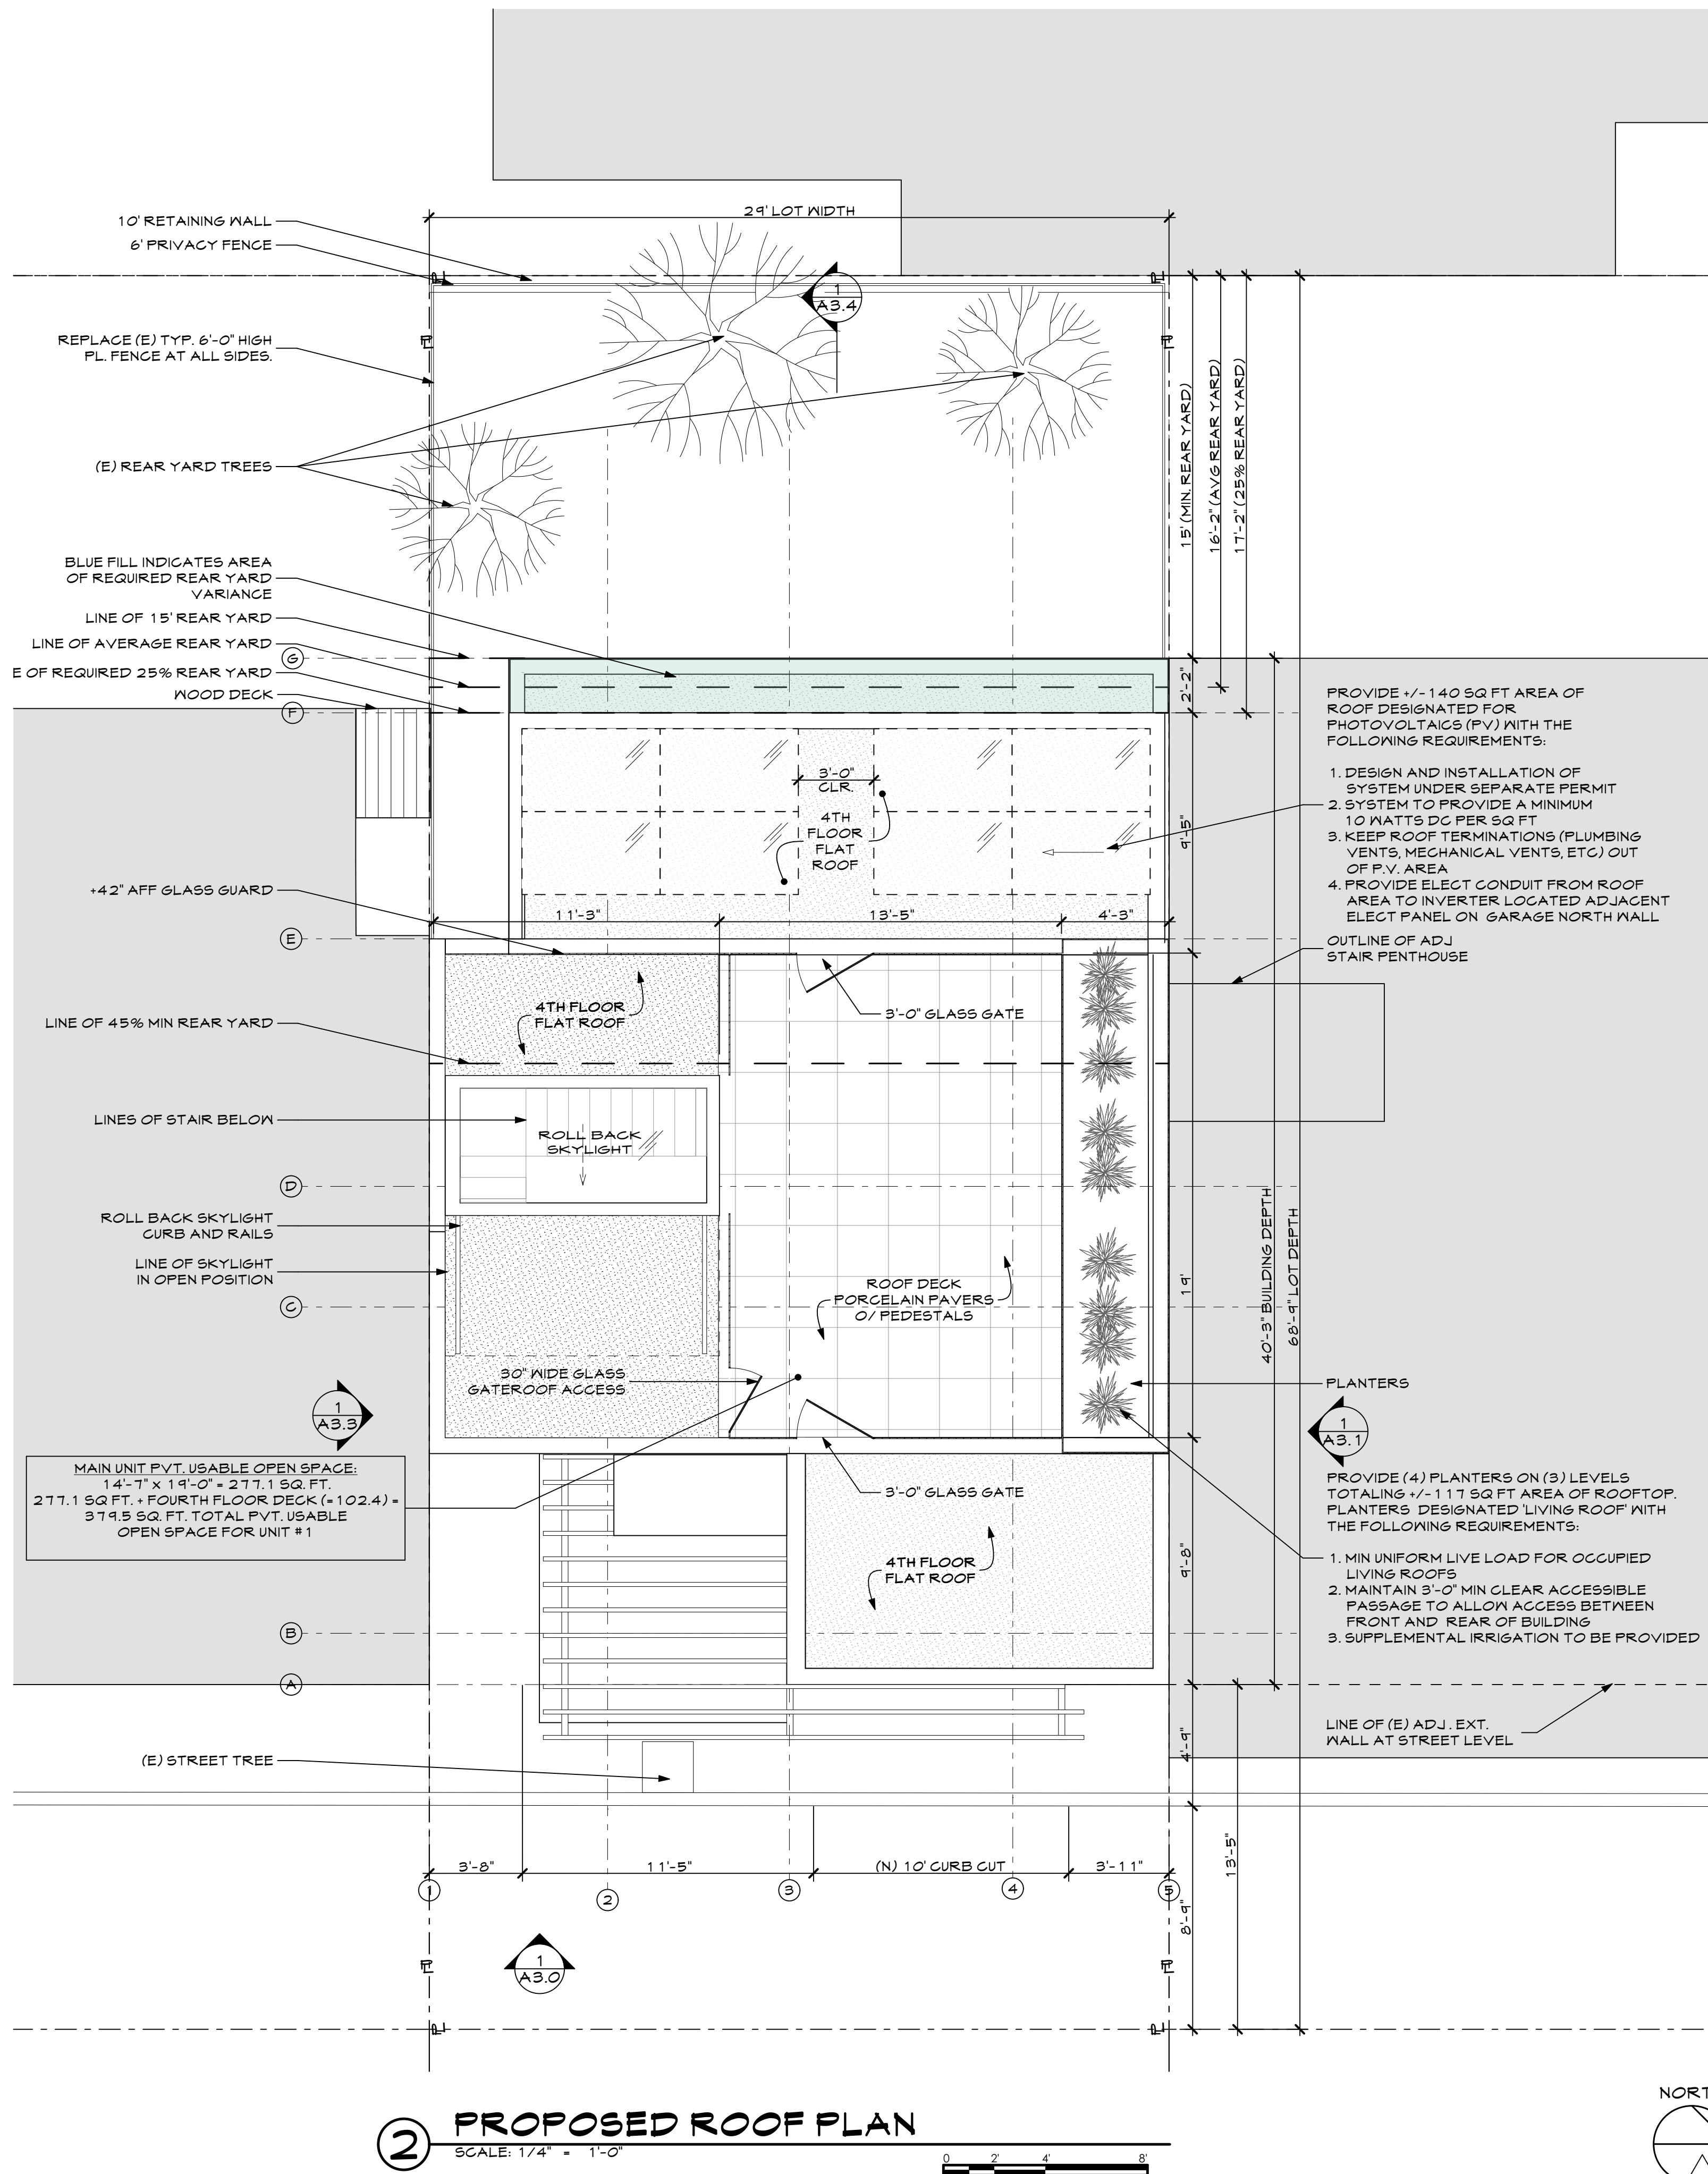 29' LOT WIDTH
10' RETAINING WALL
6' PRIVACY FENCE
PL
PL
1
A3.4
REPLACE (E) TYP. 6'-0" HIGH
PL. FENCE AT ALL SIDES.
PL
PL
(E) REAR YARD TREES
15' (MIN. REAR YARD)
16'-2" (AVG REAR YARD)
17'-2" (25% REAR YARD)
BLUE FILL INDICATES AREA
OF REQUIRED REAR YARD
VARIANCE
LINE OF 15' REAR YARD
LINE OF AVERAGE REAR YARD
G
E OF REQUIRED 25% REAR YARD
WOOD DECK
F
2'-2"
PROVIDE +/-140 SQ FT AREA OF
ROOF DESIGNATED FOR
PHOTOVOLTAICS (PV) WITH THE
FOLLOWING REQUIREMENTS:
1. DESIGN AND INSTALLATION OF
SYSTEM UNDER SEPARATE PERMIT
2. SYSTEM TO PROVIDE A MINIMUM
10 WATTS DC PER SQ FT
3. KEEP ROOF TERMINATIONS (PLUMBING
VENTS, MECHANICAL VENTS, ETC) OUT
OF P.V. AREA
4. PROVIDE ELECT CONDUIT FROM ROOF
AREA TO INVERTER LOCATED ADJACENT
ELECT PANEL ON GARAGE NORTH WALL
3'-0"
CLR.
4TH
FLOOR
FLAT
ROOF
9'-5"
+42" AFF GLASS GUARD
11'-3"
13'-5"
4'-3"
E
OUTLINE OF ADJ
STAIR PENTHOUSE
4TH FLOOR
FLAT ROOF
3'-0" GLASS GATE
LINE OF 45% MIN REAR YARD
LINES OF STAIR BELOW
ROLL BACK
SKYLIGHT
D
ROLL BACK SKYLIGHT
CURB AND RAILS
LINE OF SKYLIGHT
IN OPEN POSITION
C
ROOF DECK
PORCELAIN PAVERS
O/ PEDESTALS
19'
40'-3" BUILDING DEPTH
68'-9" LOT DEPTH
30" WIDE GLASS
GATEROOF ACCESS
PLANTERS
1
A3.3
1
A3.1
MAIN UNIT PVT. USABLE OPEN SPACE:
14'-7" x 19'-0" = 277.1 SQ. FT.
277.1 SQ FT. + FOURTH FLOOR DECK (=102.4) =
379.5 SQ. FT. TOTAL PVT. USABLE
OPEN SPACE FOR UNIT #1
3'-0" GLASS GATE
PROVIDE (4) PLANTERS ON (3) LEVELS
TOTALING +/-117 SQ FT AREA OF ROOFTOP.
PLANTERS DESIGNATED 'LIVING ROOF' WITH
THE FOLLOWING REQUIREMENTS:
1. MIN UNIFORM LIVE LOAD FOR OCCUPIED
LIVING ROOFS
2. MAINTAIN 3'-0" MIN CLEAR ACCESSIBLE
PASSAGE TO ALLOW ACCESS BETWEEN
FRONT AND REAR OF BUILDING
3. SUPPLEMENTAL IRRIGATION TO BE PROVIDED
4TH FLOOR
FLAT ROOF
9'-8"
B
A
LINE OF (E) ADJ. EXT.
WALL AT STREET LEVEL
4'-9"
(E) STREET TREE
3'-8"
11'-5"
(N) 10' CURB CUT
3'-11"
13'-5"
1
2
3
4
5
8'-9"
1
A3.0
PL
PL
PL
PL
2
PROPOSED ROOF PLAN
SCALE: 1/4" = 1'-0"
0 2' 4' 8'
NORT